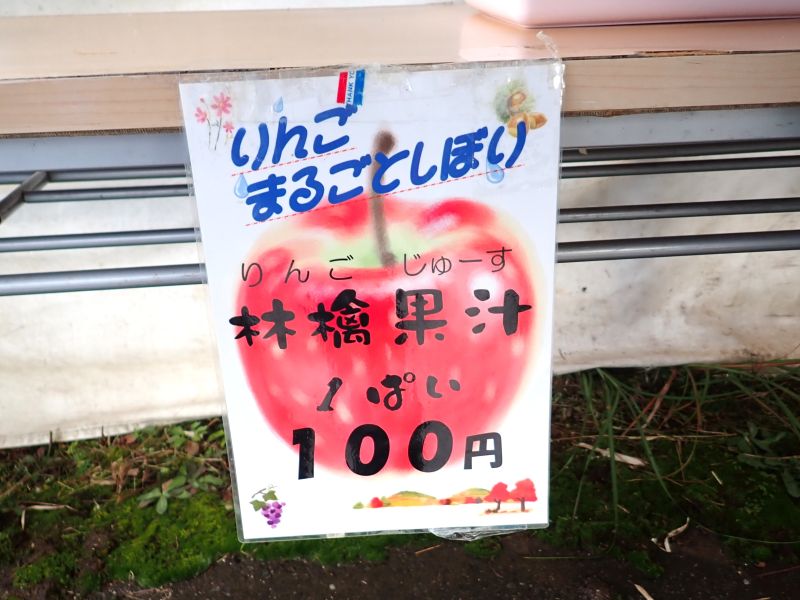 りんご
まるごとしぼり
りんご じゅーす
林檎果汁
1ぱい
100円